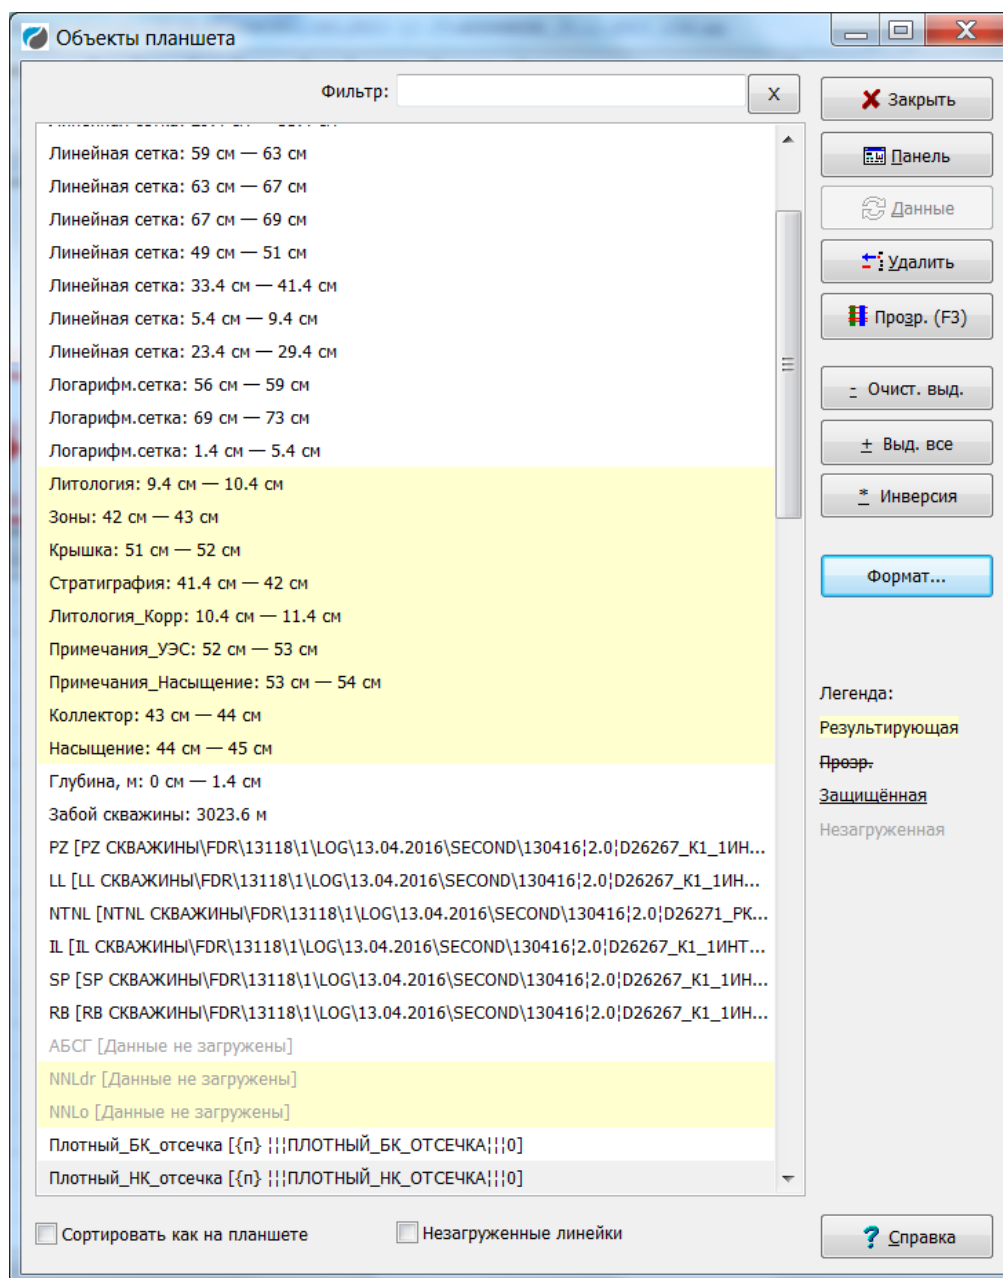 Объекты планшета
Фильтр:
X
Линейная сетка: 59 см — 63 см
Линейная сетка: 63 см — 67 см
Линейная сетка: 67 см — 69 см
Линейная сетка: 49 см — 51 см
Линейная сетка: 33.4 см — 41.4 см
Линейная сетка: 5.4 см — 9.4 см
Линейная сетка: 23.4 см — 29.4 см
Логарифм.сетка: 56 см — 59 см
Логарифм.сетка: 69 см — 73 см
Логарифм.сетка: 1.4 см — 5.4 см
Литология: 9.4 см — 10.4 см
Зоны: 42 см — 43 см
Крышка: 51 см — 52 см
Стратиграфия: 41.4 см — 42 см
Литология_Корр: 10.4 см — 11.4 см
Примечания_УЭС: 52 см — 53 см
Примечания_Насыщение: 53 см — 54 см
Коллектор: 43 см — 44 см
Насыщение: 44 см — 45 см
Глубина, м: 0 см — 1.4 см
Забой скважины: 3023.6 м
PZ [PZ СКВАЖИНЫ\FDR\13118\1\LOG\13.04.2016\SECOND\130416¦2.0¦D26267_K1_1ИН...
LL [LL СКВАЖИНЫ\FDR\13118\1\LOG\13.04.2016\SECOND\130416¦2.0¦D26267_K1_1ИН...
NTNL [NTNL СКВАЖИНЫ\FDR\13118\1\LOG\13.04.2016\SECOND\130416¦2.0¦D26271_РК...
IL [IL СКВАЖИНЫ\FDR\13118\1\LOG\13.04.2016\SECOND\130416¦2.0¦D26267_K1_1ИНТ...
SP [SP СКВАЖИНЫ\FDR\13118\1\LOG\13.04.2016\SECOND\130416¦2.0¦D26267_K1_1ИН...
RB [RB СКВАЖИНЫ\FDR\13118\1\LOG\13.04.2016\SECOND\130416¦2.0¦D26267_K1_1ИН...
АБСГ [Данные не загружены]
NNLdr [Данные не загружены]
NNLo [Данные не загружены]
Плотный_БК_отсечка [{п} ¦¦¦ПЛОТНЫЙ_БК_ОТСЕЧКА¦¦¦0]
Плотный_НК_отсечка [{п} ¦¦¦ПЛОТНЫЙ_НК_ОТСЕЧКА¦¦¦0]
Сортировать как на планшете
Незагруженные линейки
Закрыть
Панель
Данные
Удалить
Прозр. (F3)
- Очист. выд.
+ Выд. все
* Инверсия
Формат...
Легенда:
Результирующая
Прозр.
Защищённая
Незагруженная
? Справка